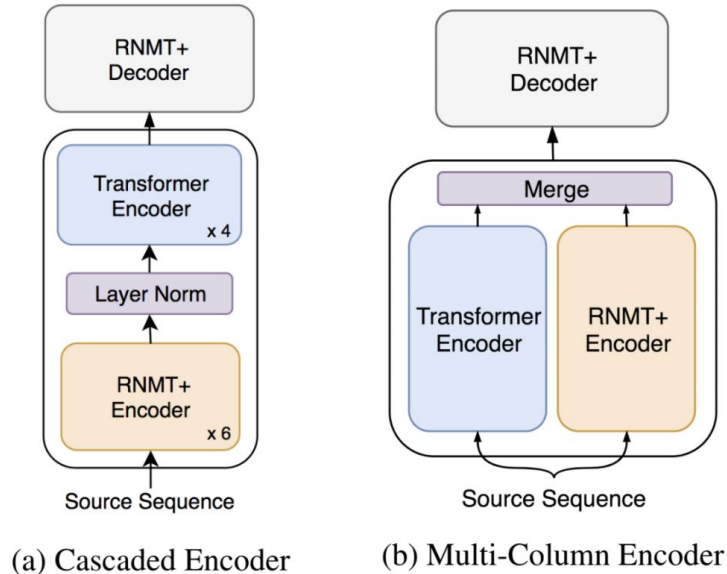 RNMT+
Decoder
Transformer
Encoder
x 4
Layer Norm
RNMT+
Encoder
x 6
Source Sequence
(a) Cascaded Encoder
RNMT+
Decoder
Merge
Transformer
Encoder
RNMT+
Encoder
Source Sequence
(b) Multi-Column Encoder